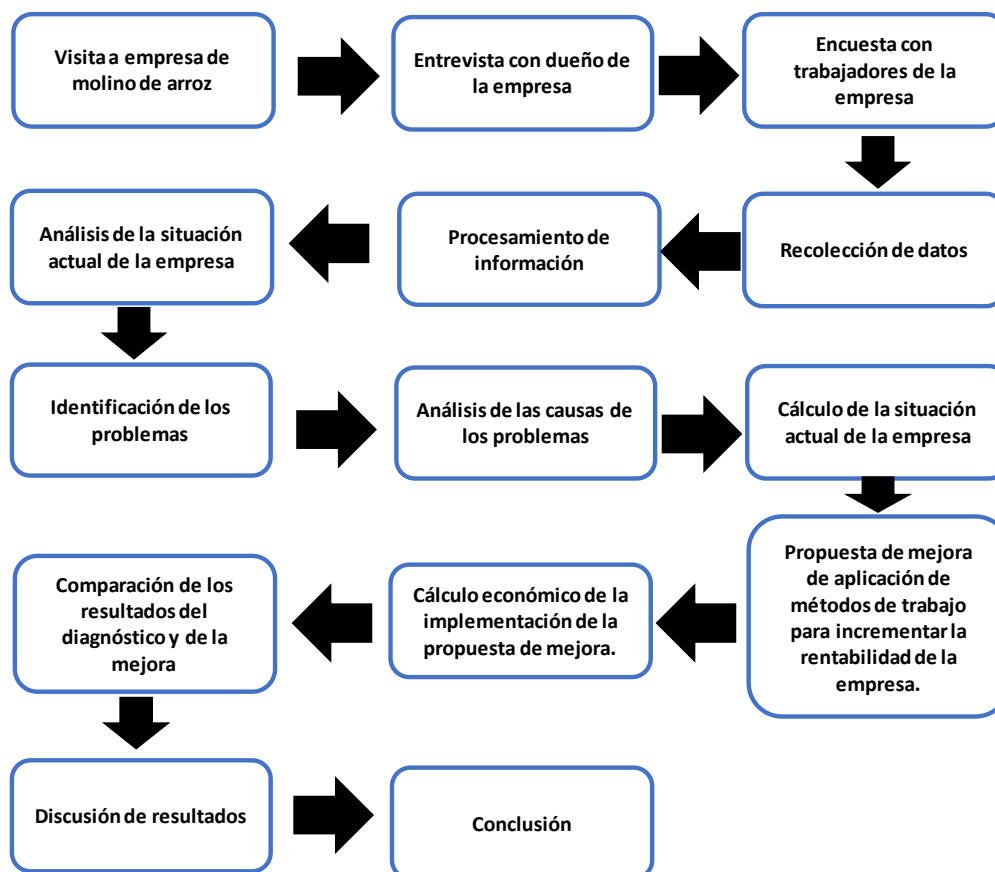 Visita a empresa de
molino de arroz
Entrevista con dueño de
la empresa
Encuesta con
trabajadores de la
empresa
Recolección de datos
Procesamiento de
información
Análisis de la situación
actual de la empresa
Identificación de los
problemas
Análisis de las causas de
los problemas
Cálculo de la situación
actual de la empresa
Propuesta de mejora
de aplicación de
métodos de trabajo
para incrementar la
rentabilidad de la
empresa.
Cálculo económico de la
implementación de la
propuesta de mejora.
Comparación de los
resultados del
diagnóstico y de la
mejora
Discusión de resultados
Conclusión